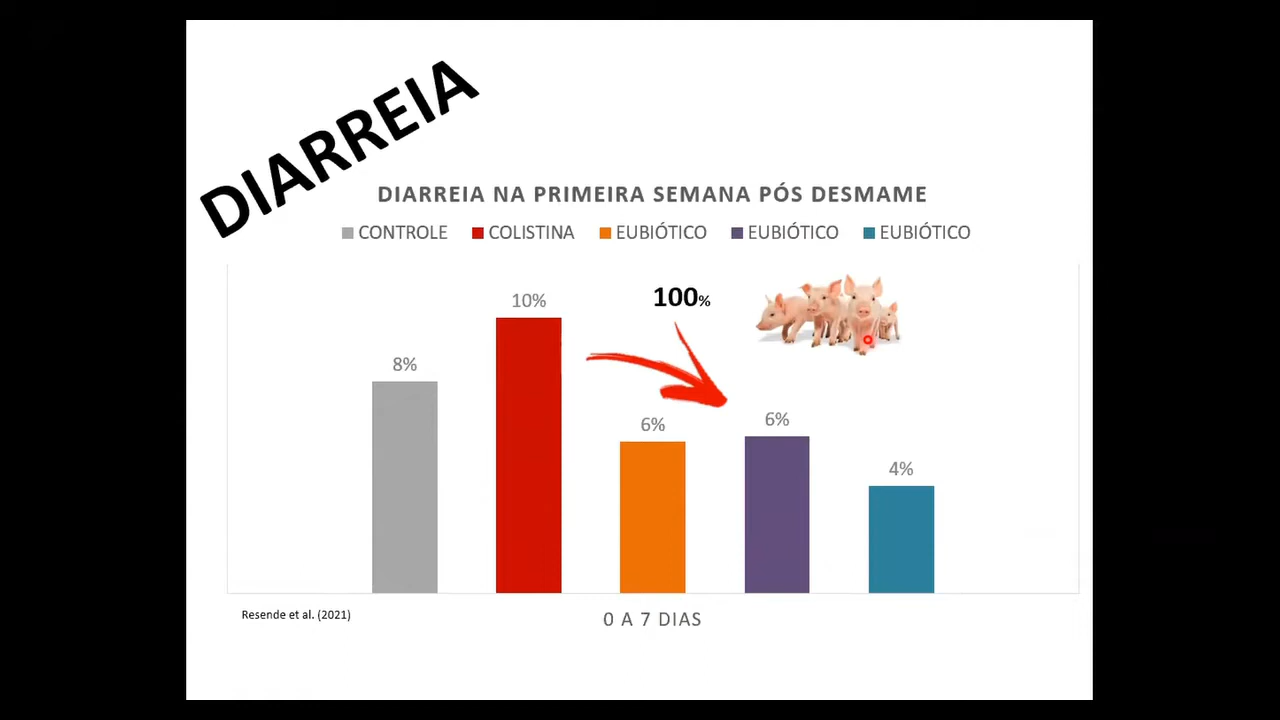 DIARREIA
DIARREIA NA PRIMEIRA SEMANA PÓS DESMAME
CONTROLE COLISTINA EUBIÓTICO EUBIÓTICO EUBIÓTICO
100%
10%
8%
6%
6%
4%
Resende et al. (2021)
0 A 7 DIAS